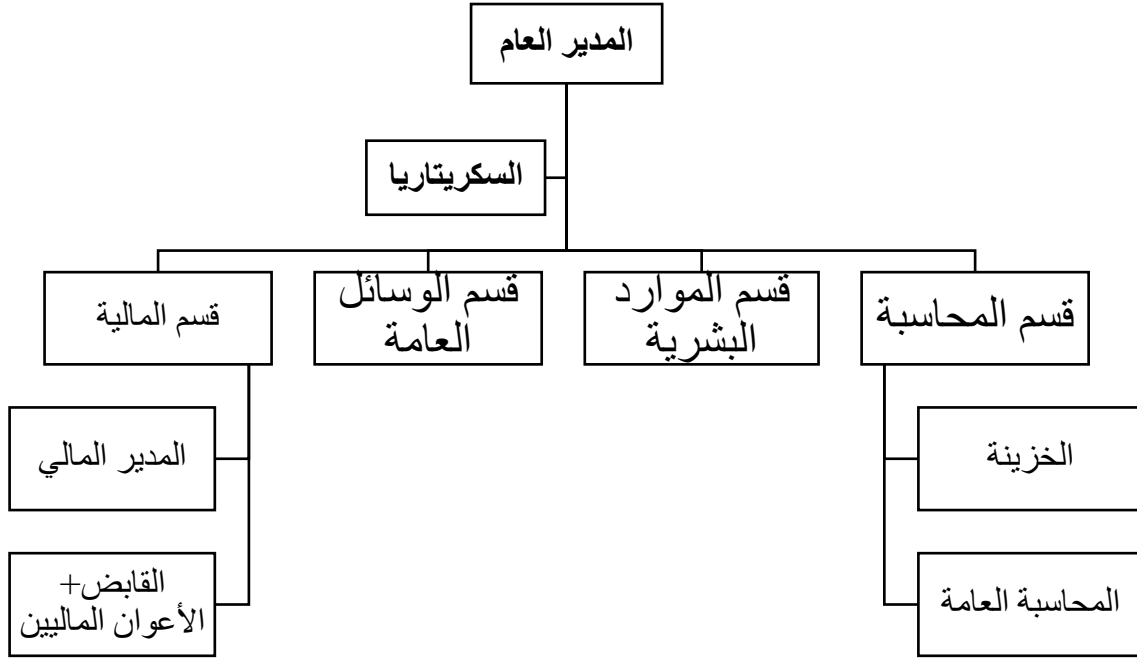 المدير العام
السكريتاريا
قسم المحاسبة
قسم الموارد
البشرية
قسم الوسائل
العامة
قسم المالية
الخزينة
المدير المالي
المحاسبة العامة
القابض+
الأعوان الماليين